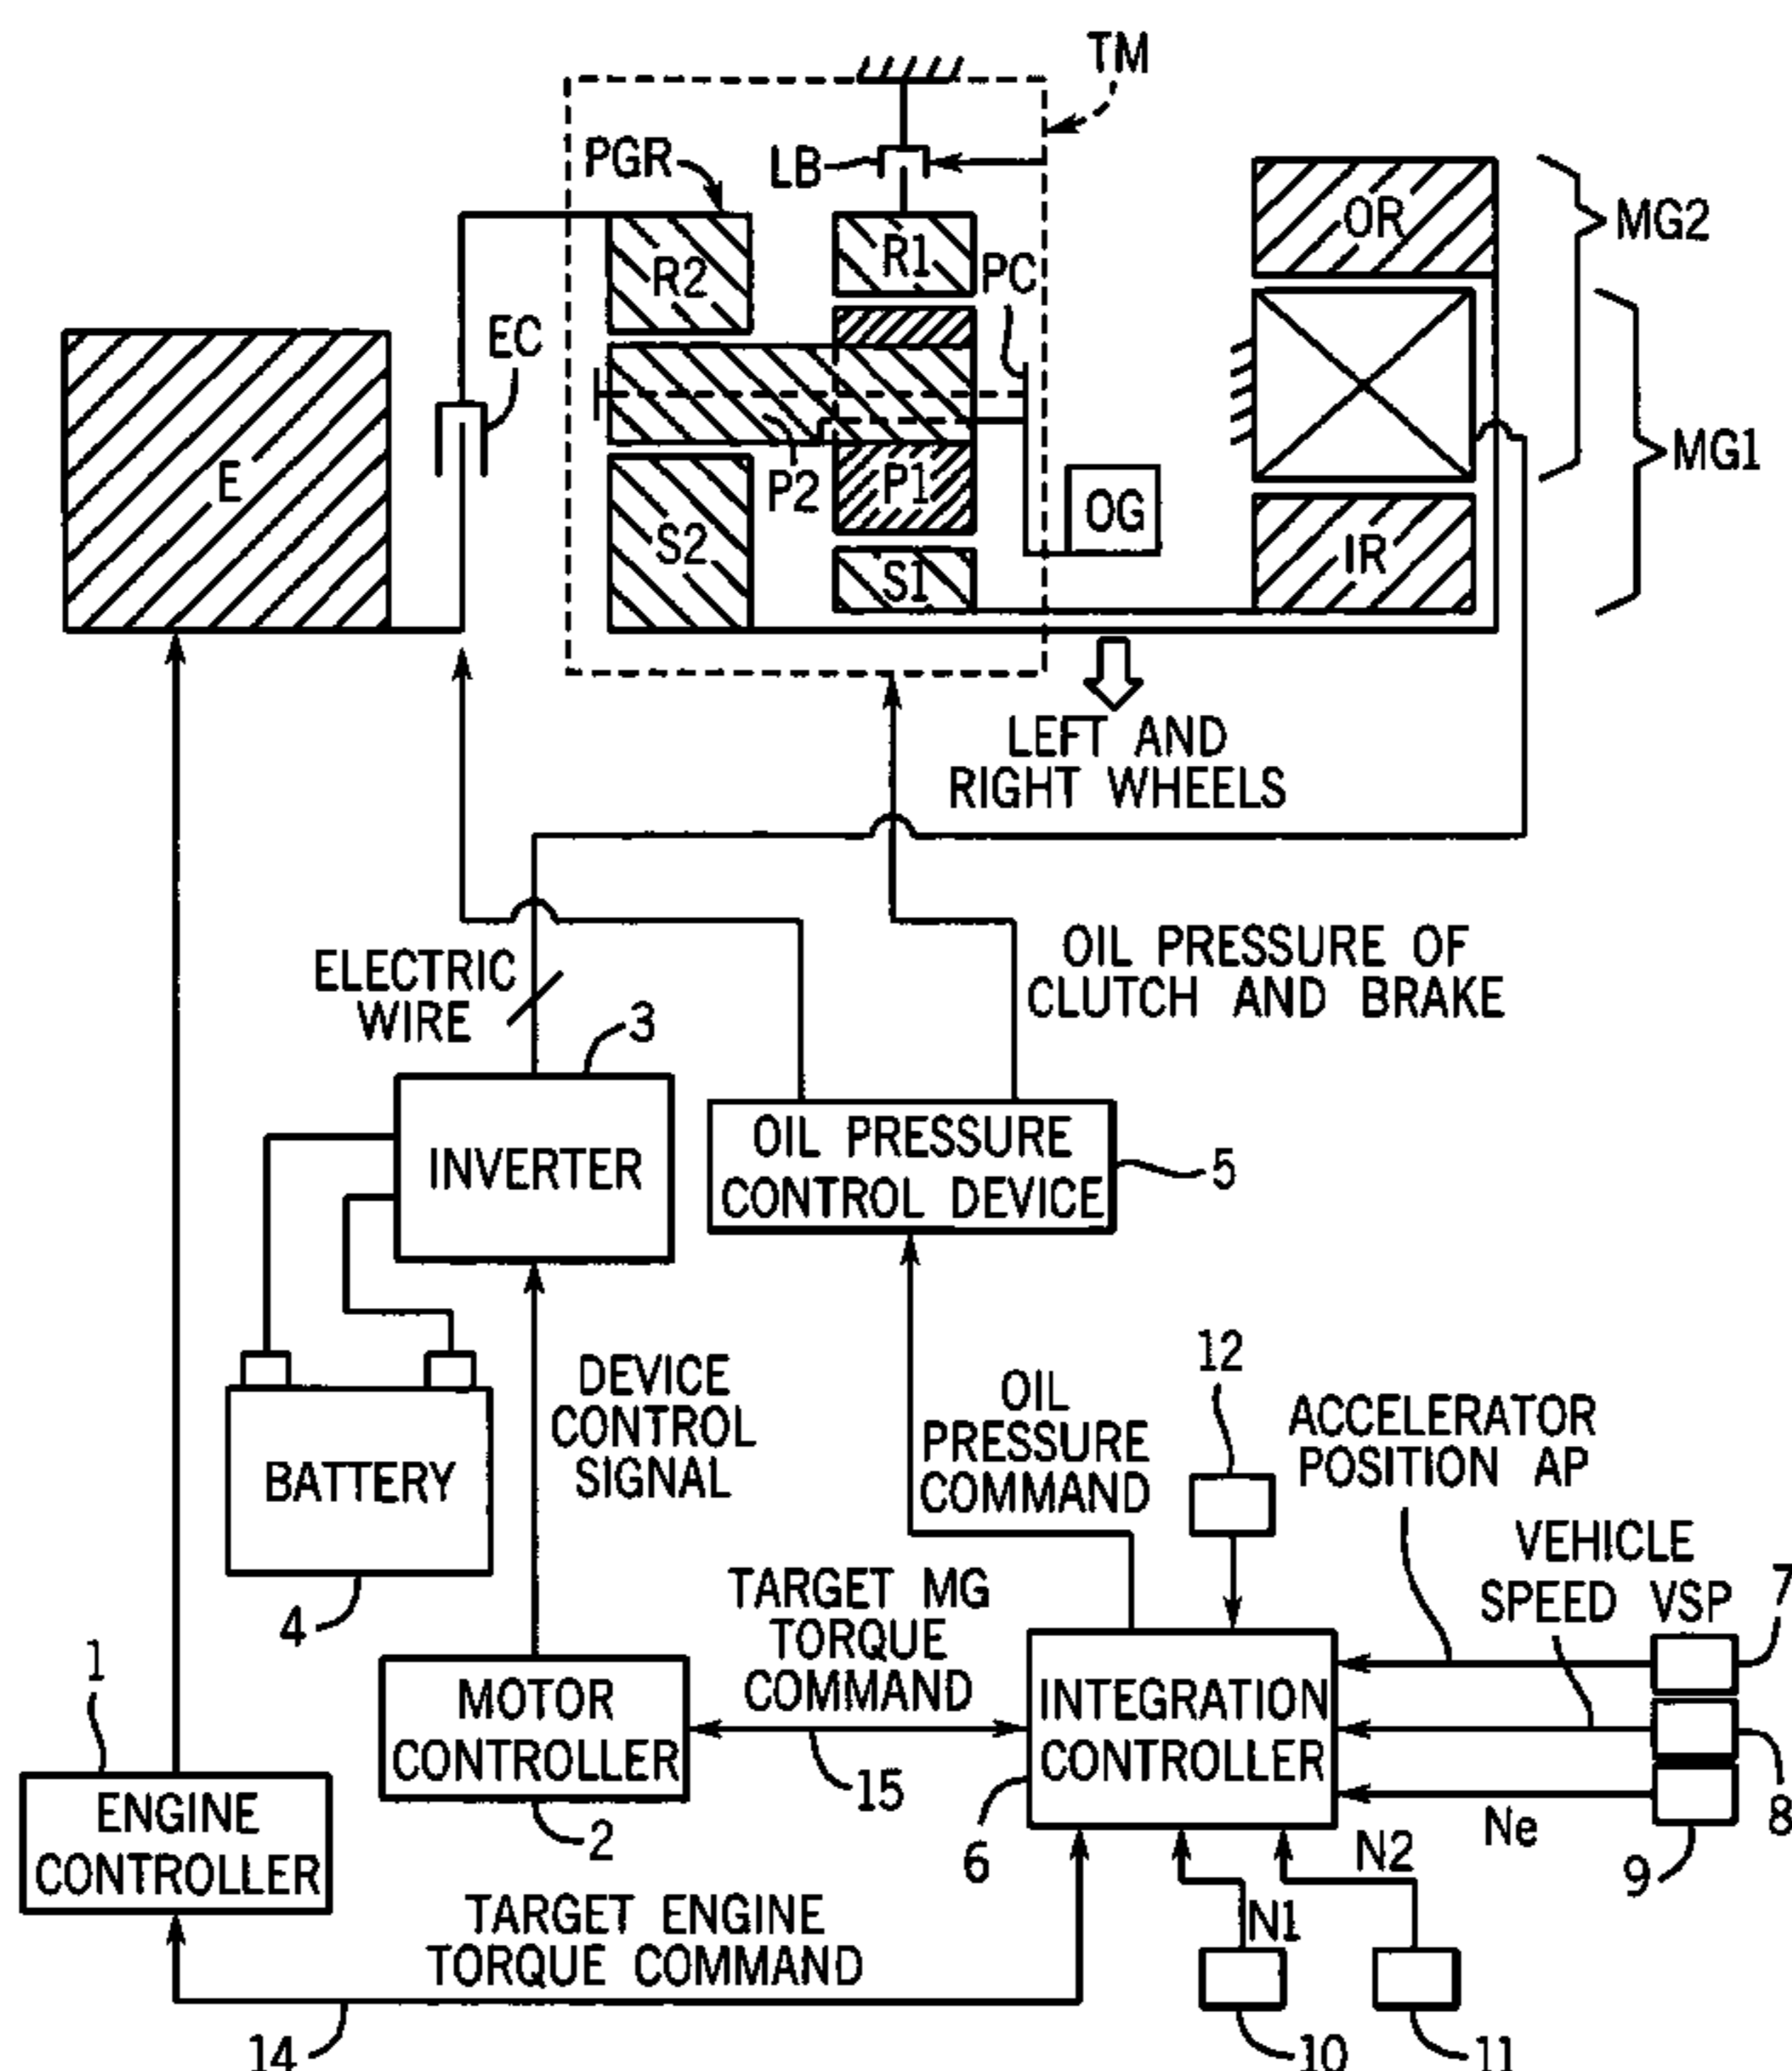 TM
PGR
LB
OR
MG2
R2
R1
PC
EC
E
P2
P1
OG
MG1
S2
S1
IR
LEFT AND
RIGHT WHEELS
ELECTRIC
WIRE
OIL PRESSURE OF
CLUTCH AND BRAKE
3
INVERTER
OIL PRESSURE
CONTROL DEVICE
5
BATTERY
4
DEVICE
CONTROL
SIGNAL
OIL
PRESSURE
COMMAND
12
ACCELERATOR
POSITION AP
VEHICLE
SPEED VSP
7
TARGET MG
TORQUE
COMMAND
1
MOTOR
CONTROLLER
2
15
INTEGRATION
CONTROLLER
6
8
Ne
9
ENGINE
CONTROLLER
N2
N1
TARGET ENGINE
TORQUE COMMAND
14
10
11